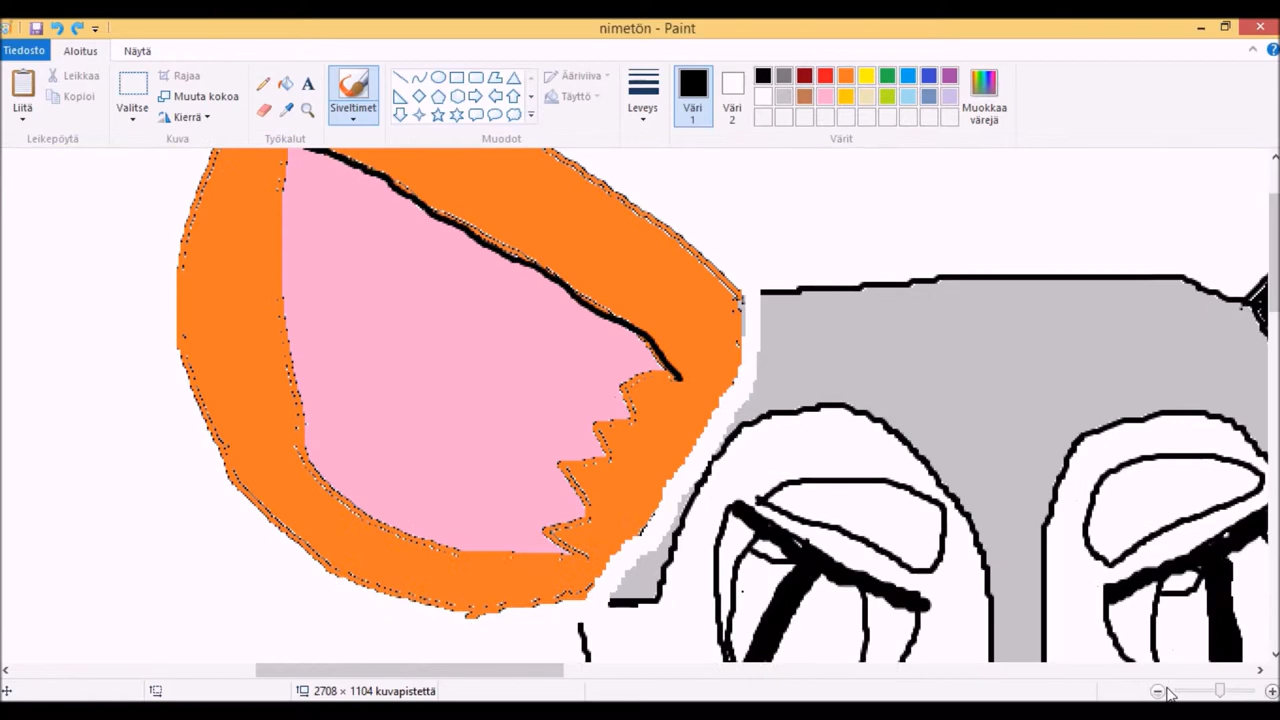 nimetön - Paint
Tiedosto Aloitus Näytä
Liitä
Leikkaa
Kopioi
Leikepöytä
Valitse
Rajaa
Muuta kokoa
Kierrä
Kuva
A
Työkalut
Siveltimet
Ääriviiva
Täyttö
Muodot
Leveys
Väri
1
Väri
2
Muokkaa
värejä
Värit
2708 × 1104 kuvapistettä